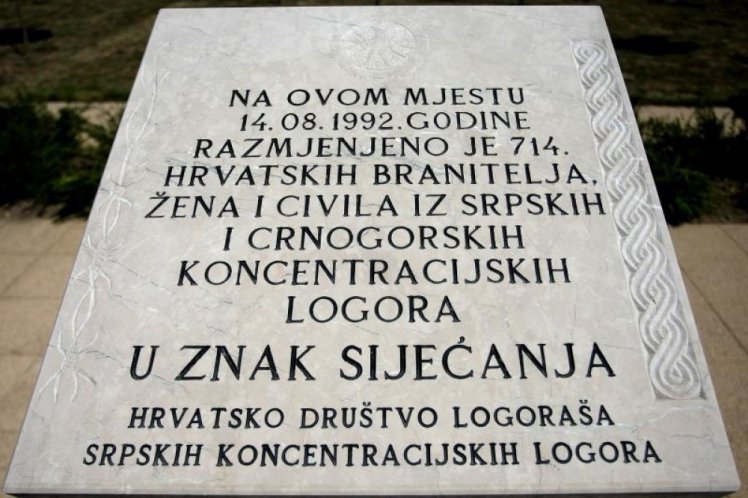 NA OVOM MJESTU
14.08.1992.GODINE
RAZMJENJENO JE 714.
HRVATSKIH BRANITELJA,
ŽENA I CIVILA IZ SRPSKIH
I CRNOGORSKIH
KONCENTRACIJSKIH
LOGORA
U ZNAK SIJEĆANJA
HRVATSKO DRUŠTVO LOGORAŠA
SRPSKIH KONCENTRACIJSKIH LOGORA